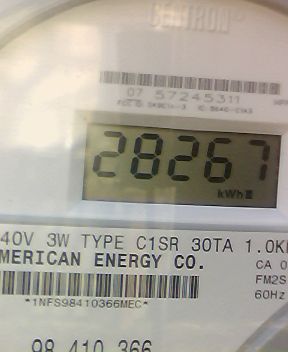 CENTRON
07 57245311
28267
kWh
40V 3W TYPE C1SR 30TA 1.0K
MERICAN ENERGY CO.
CA 0
FM2S
60Hz
*1NFS98410366MEC*
98 410 366